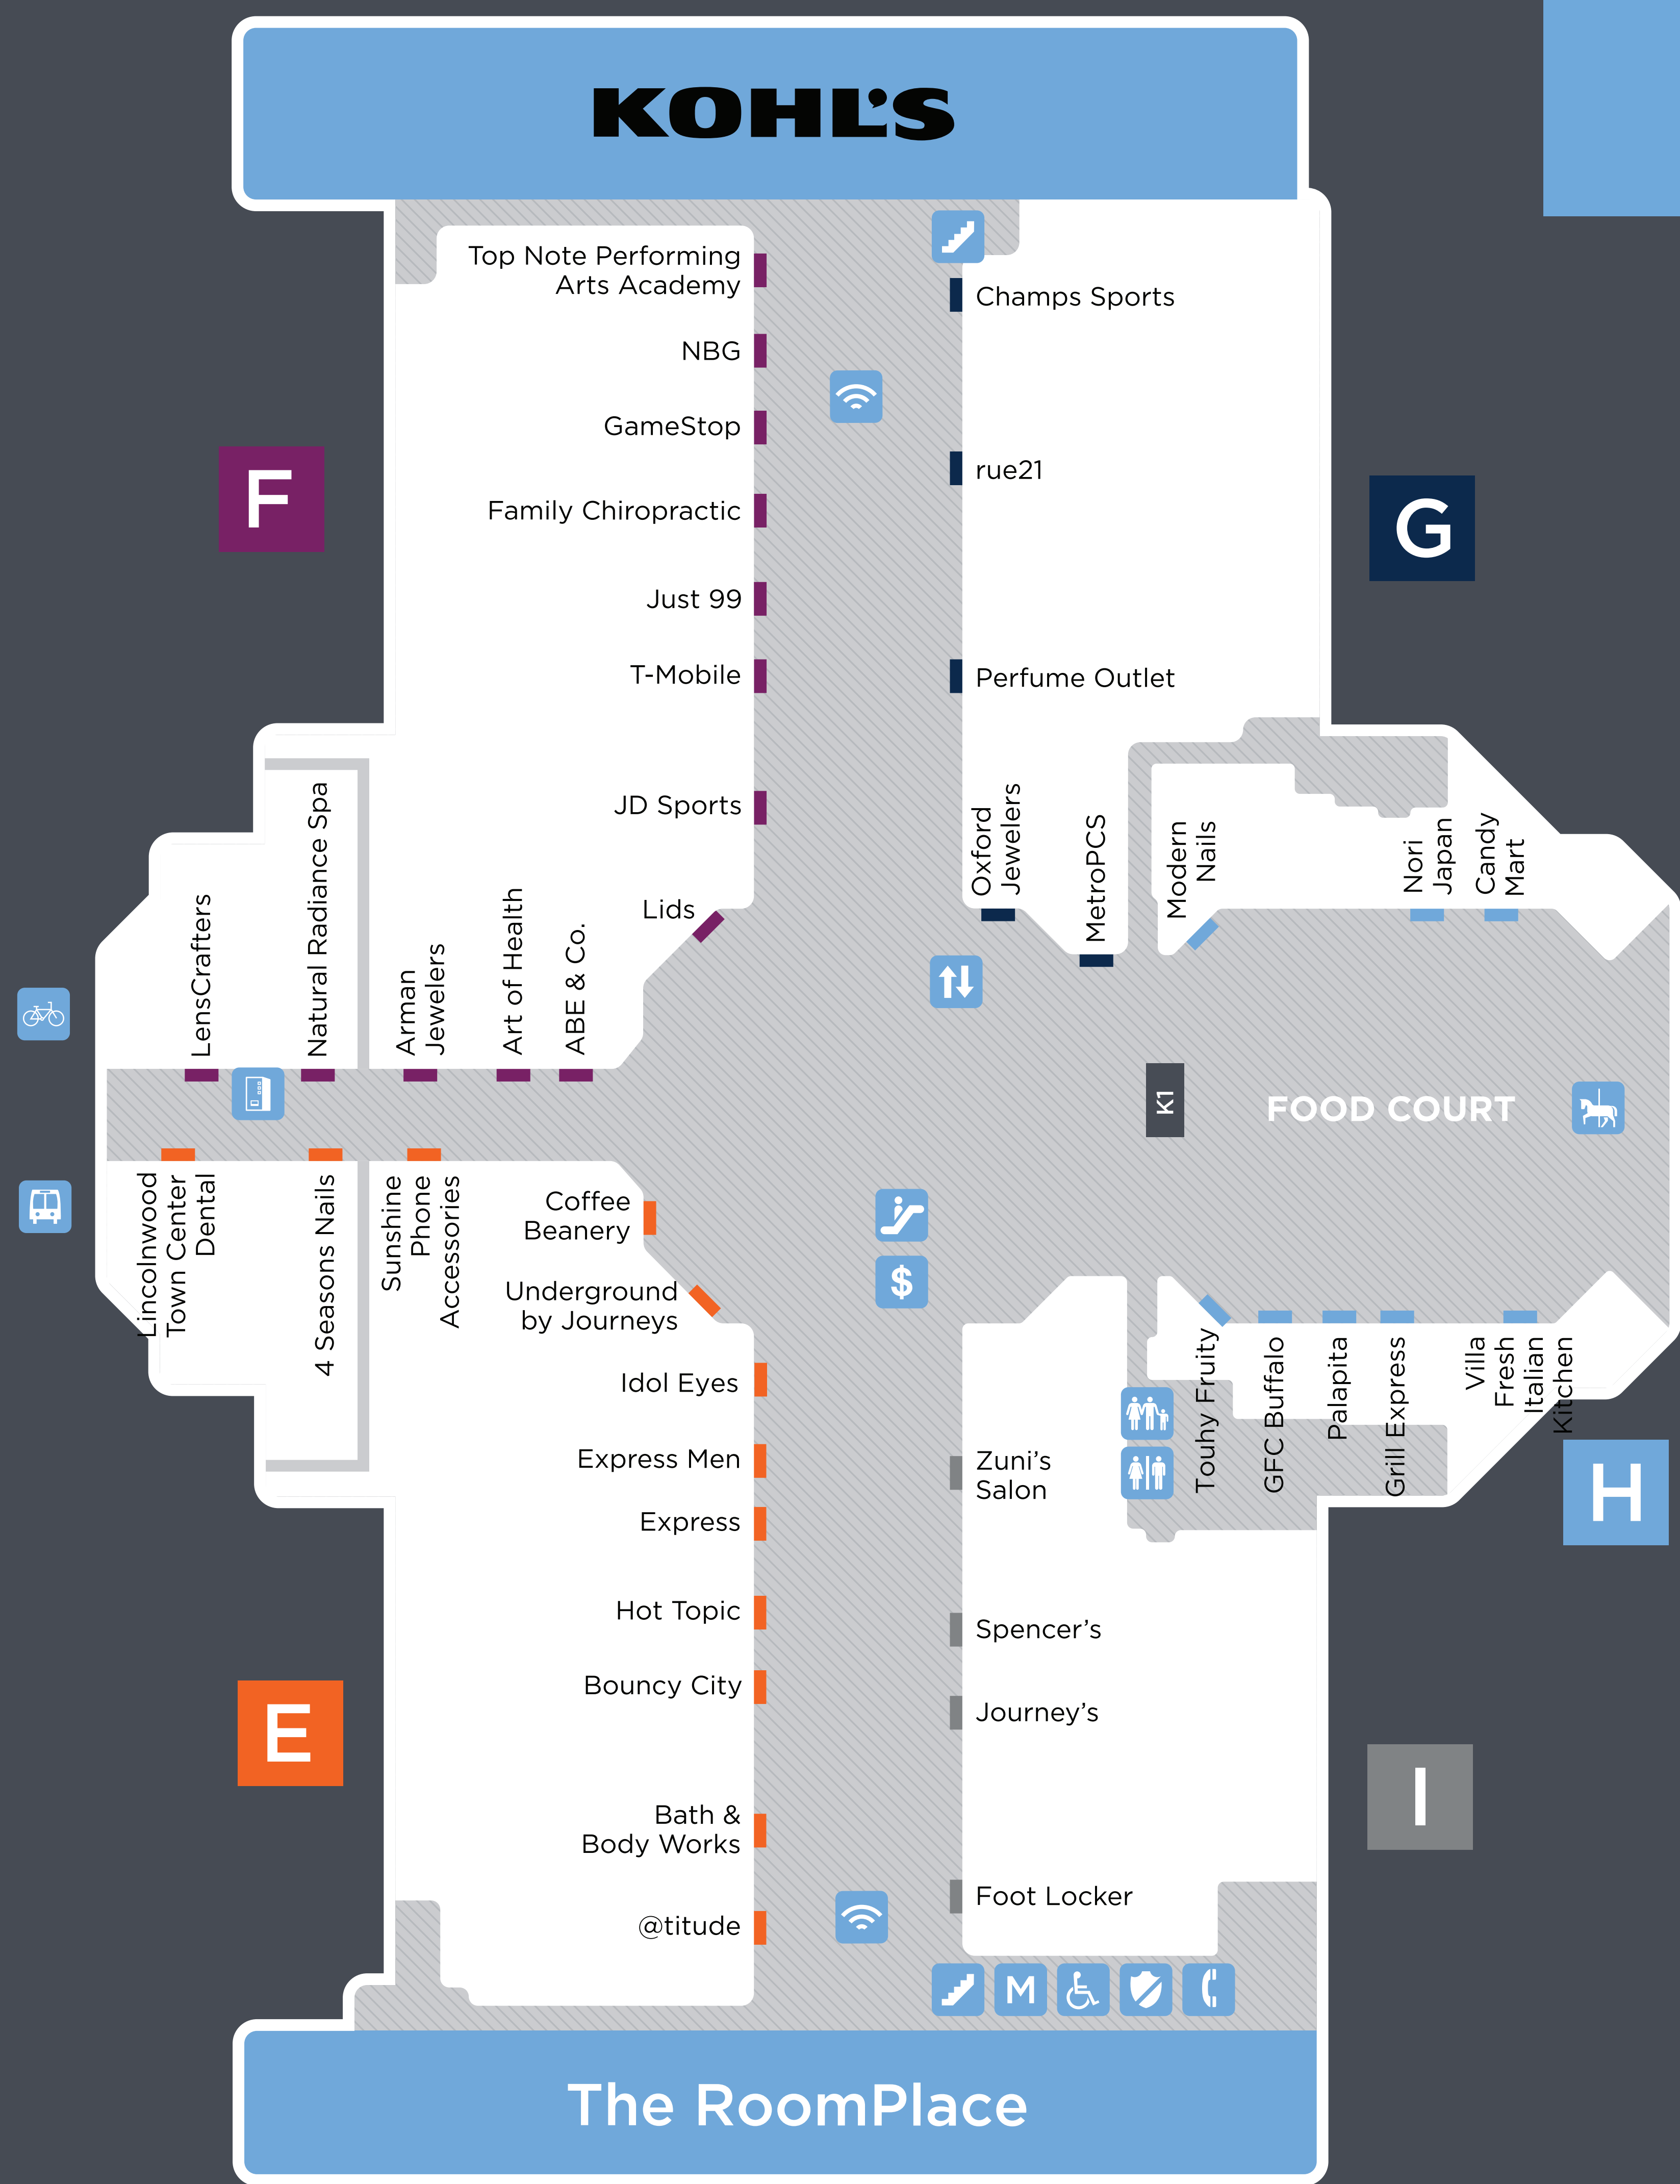 KOHL'S
Top Note Performing
Arts Academy
NBG
GameStop
Family Chiropractic
Just 99
T-Mobile
JD Sports
Lids
F
Champs Sports
rue21
Perfume Outlet
G
Oxford
Jewelers
MetroPCS
Modern
Nails
Nori
Japan
Candy
Mart
LensCrafters
Natural Radiance Spa
Arman
Jewelers
Art of Health
ABE & Co.
K1
FOOD COURT
Lincolnwood
Town Center
Dental
4 Seasons Nails
Sunshine
Phone
Accessories
Coffee
Beanery
Underground
by Journeys
$
Touhy Fruity
GFC Buffalo
Palapita
Grill Express
Villa
Fresh
Italian
Kitchen
H
Idol Eyes
Express Men
Express
Hot Topic
Bouncy City
Bath &
Body Works
@titude
E
Zuni’s
Salon
Spencer’s
Journey’s
Foot Locker
I
M
The RoomPlace